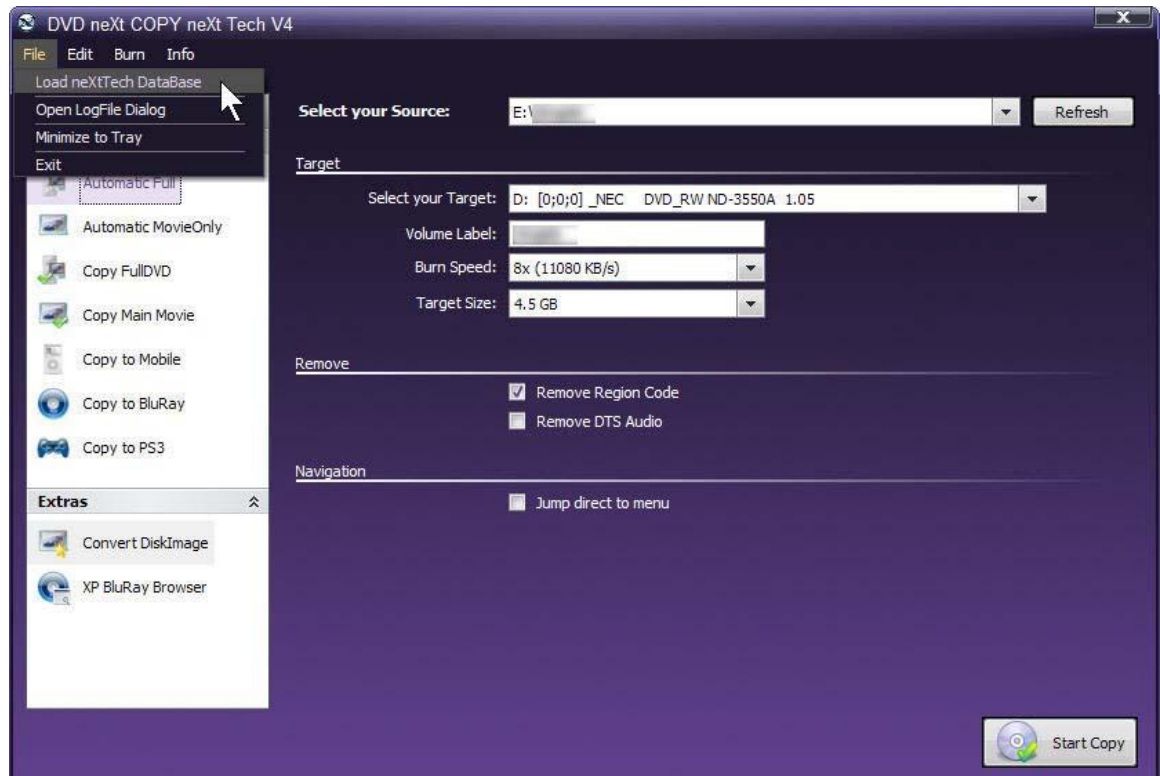 DVD neXt COPY neXt Tech V4
File Edit Burn Info
Load neXtTech DataBase
Open LogFile Dialog
Minimize to Tray
Exit
Automatic Full
Automatic MovieOnly
Copy FullDVD
Copy Main Movie
Copy to Mobile
Copy to BluRay
Copy to PS3
Extras
Convert DiskImage
XP BluRay Browser
Select your Source: E:\ Refresh
Target
Select your Target: D: [0;0;0] _NEC DVD_RW ND-3550A 1.05
Volume Label:
Burn Speed: 8x (11080 KB/s)
Target Size: 4.5 GB
Remove
Remove Region Code
Remove DTS Audio
Navigation
Jump direct to menu
Start Copy